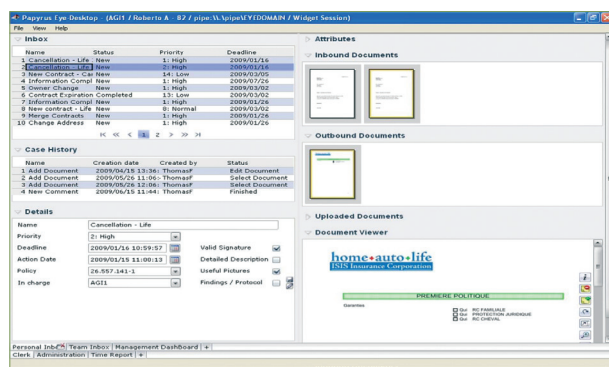 Papyrus Eye-Desktop - (AGI1 / Roberto A - 82 / pipe:\\.\pipe\EYEDOMAIN / Widget Session)
File View Help
Inbox
Name Status Priority Deadline
1 Cancellation - Life New 1: High 2009/01/16
2 Cancellation - Life New 2: High 2009/01/16
3 New Contract - Car New 14: Low 2009/03/05
4 Information Compl New 1: High 2009/07/26
5 Owner Change New 1: High 2009/03/02
6 Contract Expiration Completed 13: Low 2009/03/02
7 Information Compl New 1: High 2009/01/26
8 New contract - Life New 8: Normal 2009/03/02
9 Merge Contracts New 1: High 2009/01/26
10 Change Address New 1: High 2009/01/26
1 2
Case History
Name Creation date Created by Status
1 Add Document 2009/04/15 13:36: ThomasF Edit Document
2 Add Document 2009/05/26 11:06: ThomasF Select Document
3 Add Document 2009/05/26 12:06: ThomasF Select Document
4 New Comment 2009/06/15 11:44: ThomasF Finished
Details
Name Cancellation - Life
Priority 2: High
Deadline 2009/01/16 10:59:57 Valid Signature
Action Date 2009/01/15 11:00:13 Detailed Description
Policy 26.557.141-1 Useful Pictures
In charge AGI1 Findings / Protocol
Attributes
Inbound Documents
Outbound Documents
Uploaded Documents
Document Viewer
home•auto•life
ISIS Insurance Corporation
PREMIERE POLITIQUE
Garanties
Oui RC FAMILIALE
Oui PROTECTION JURIDIQUE
Oui RC CHEVAL
Personal Inbox Team Inbox Management DashBoard +
Clerk Administration Time Report +